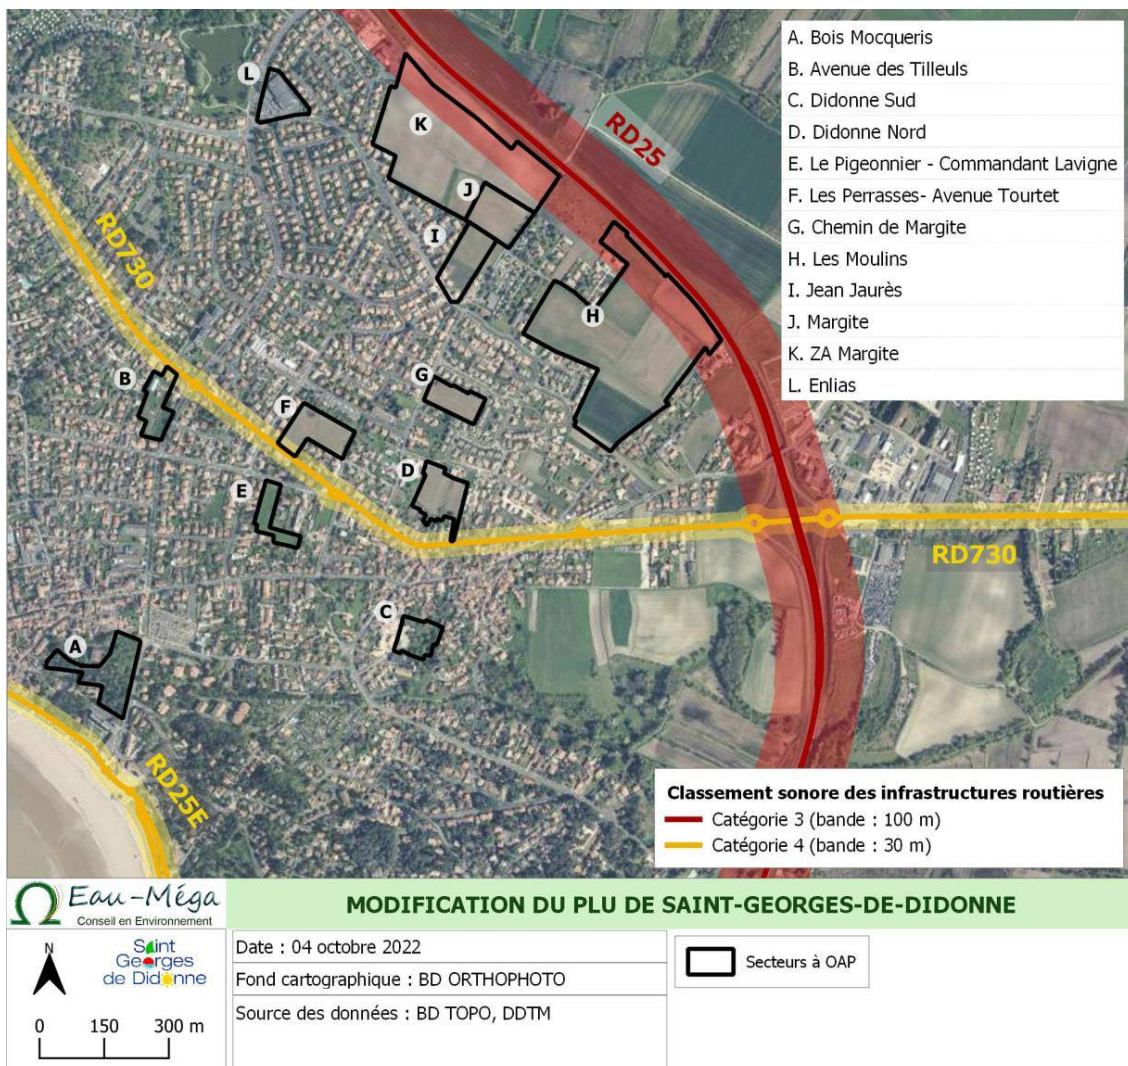 A. Bois Mocqueris
B. Avenue des Tilleuls
C. Didonne Sud
D. Didonne Nord
E. Le Pigeonnier - Commandant Lavigne
F. Les Perrasses- Avenue Tourtet
G. Chemin de Margite
H. Les Moulins
I. Jean Jaurès
J. Margite
K. ZA Margite
L. Enlias
L
K
RD25
J
I
RD730
H
B
G
F
D
E
RD730
C
A
RD25E
Classement sonore des infrastructures routières
Catégorie 3 (bande : 100 m)
Catégorie 4 (bande : 30 m)
Eau-Méga
Conseil en Environnement
MODIFICATION DU PLU DE SAINT-GEORGES-DE-DIDONNE
N
Saint
Georges
de Didonne
0 150 300 m
Date : 04 octobre 2022
Fond cartographique : BD ORTHOPHOTO
Source des données : BD TOPO, DDTM
Secteurs à OAP